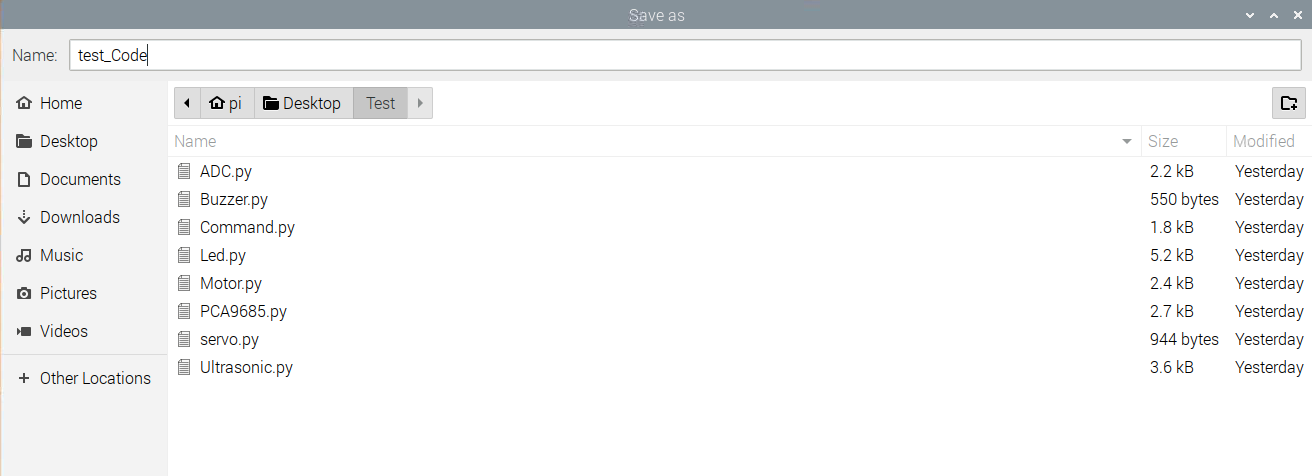 Save as
Name: test_Code
Home
Desktop
Documents
Downloads
Music
Pictures
Videos
Other Locations
pi Desktop Test
Name Size Modified
ADC.py 2.2 kB Yesterday
Buzzer.py 550 bytes Yesterday
Command.py 1.8 kB Yesterday
Led.py 5.2 kB Yesterday
Motor.py 2.4 kB Yesterday
PCA9685.py 2.7 kB Yesterday
servo.py 944 bytes Yesterday
Ultrasonic.py 3.6 kB Yesterday